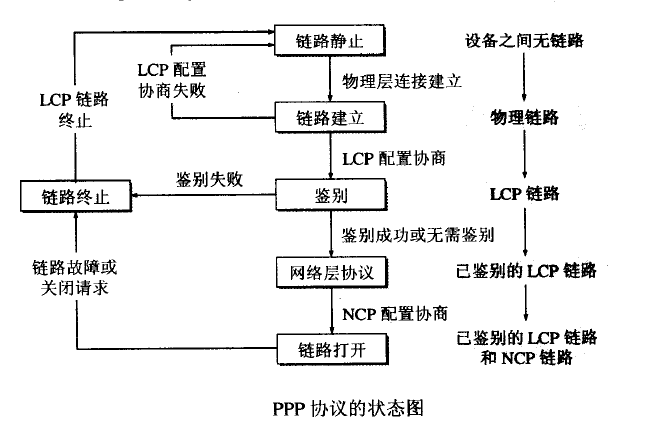 链路静止
设备之间无链路
LCP 配置
协商失败
物理层连接建立
LCP 链路
终止
链路建立
物理链路
LCP 配置协商
鉴别失败
链路终止
鉴别
LCP 链路
鉴别成功或无需鉴别
链路故障或
关闭请求
网络层协议
已鉴别的 LCP 链路
NCP 配置协商
链路打开
已鉴别的 LCP 链路
和 NCP 链路
PPP 协议的状态图